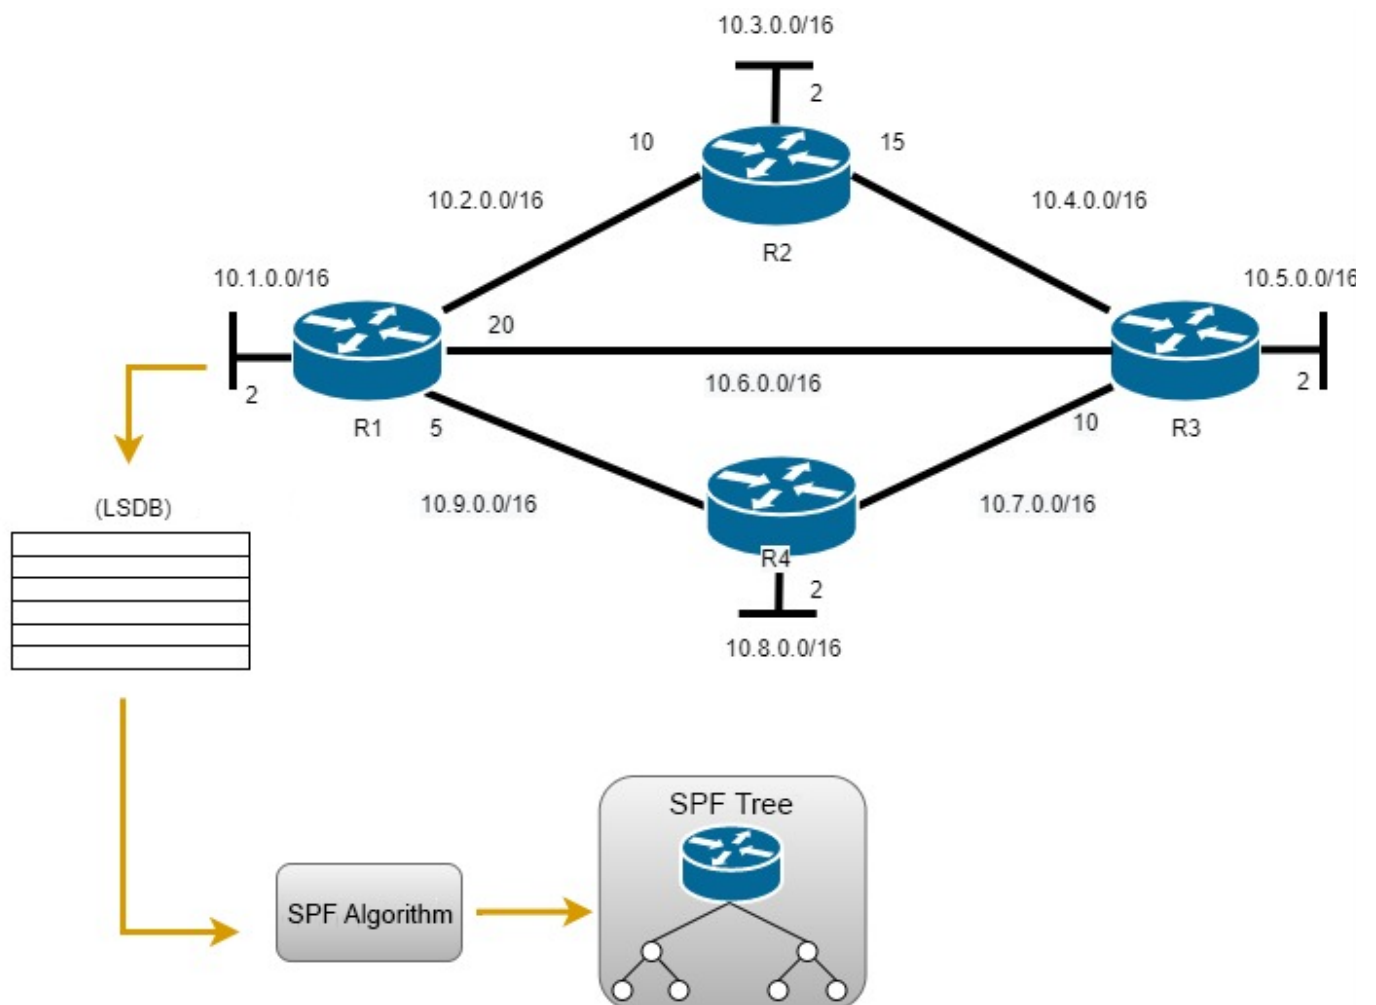 10.3.0.0/16
2
10
15
10.2.0.0/16
10.4.0.0/16
R2
10.1.0.0/16
10.5.0.0/16
20
10.6.0.0/16
2
2
R1
5
10
R3
(LSDB)
10.9.0.0/16
10.7.0.0/16
R4
2
10.8.0.0/16
SPF Tree
SPF Algorithm